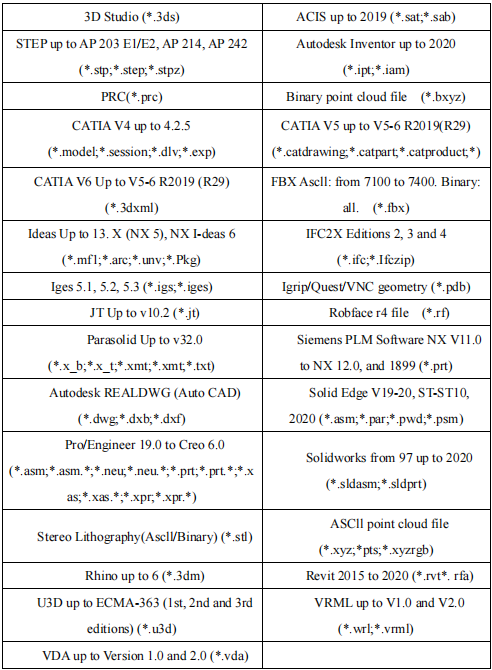 3D Studio (*.3ds)
ACIS up to 2019 (*.sat;*.sab)
STEP up to AP 203 E1/E2, AP 214, AP 242
(*.stp;*.step;*.stpz)
Autodesk Inventor up to 2020
(*.ipt;*.iam)
PRC(*.prc)
Binary point cloud file (*.bxyz)
CATIA V4 up to 4.2.5
(*.model;*.session;*.dlv;*.exp)
CATIA V5 up to V5-6 R2019(R29)
(*.catdrawing;*.catpart;*.catproduct;*)
CATIA V6 Up to V5-6 R2019 (R29)
(*.3dxml)
FBX Ascll: from 7100 to 7400. Binary:
all. (*.fbx)
Ideas Up to 13. X (NX 5), NX I-deas 6
(*.mf1;*.arc;*.unv;*.Pkg)
IFC2X Editions 2, 3 and 4
(*.ifc;*.Ifczip)
Iges 5.1, 5.2, 5.3 (*.igs;*.iges)
Igrip/Quest/VNC geometry (*.pdb)
JT Up to v10.2 (*.jt)
Robface r4 file (*.rf)
Parasolid Up to v32.0
(*.x_b;*.x_t;*.xmt;*.xmt;*.txt)
Siemens PLM Software NX V11.0
to NX 12.0, and 1899 (*.prt)
Autodesk REALDWG (Auto CAD)
(*.dwg;*.dxb;*.dxf)
Solid Edge V19-20, ST-ST10,
2020 (*.asm;*.par;*.pwd;*.psm)
Pro/Engineer 19.0 to Creo 6.0
(*.asm;*.asm.*;*.neu;*.neu.*;*.prt;*.prt.*;*.x
as;*.xas.*;*.xpr;*.xpr.*)
Solidworks from 97 up to 2020
(*.sldasm;*.sldprt)
Stereo Lithography(Ascll/Binary) (*.stl)
ASCll point cloud file
(*.xyz;*pts;*.xyzrgb)
Rhino up to 6 (*.3dm)
Revit 2015 to 2020 (*.rvt*. rfa)
U3D up to ECMA-363 (1st, 2nd and 3rd
editions) (*.u3d)
VRML up to V1.0 and V2.0
(*.wrl;*.vrml)
VDA up to Version 1.0 and 2.0 (*.vda)